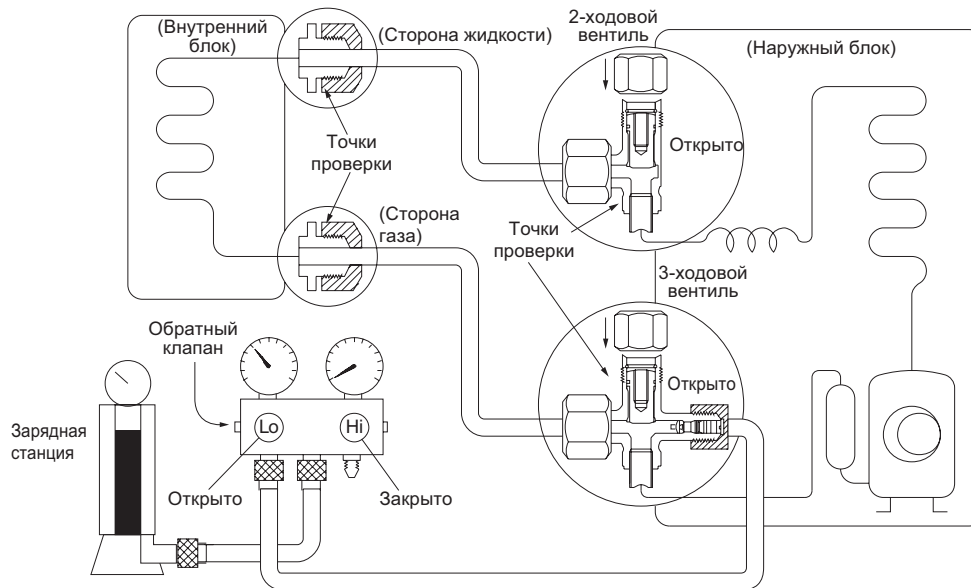 (Внутренний
блок)
(Сторона жидкости)
2-ходовой
вентиль
(Наружный блок)
Точки
проверки
Открыто
(Сторона
газа)
Точки
проверки
3-ходовой
вентиль
Обратный
клапан
Открыто
Зарядная
станция
Lo
Hi
Открыто
Закрыто